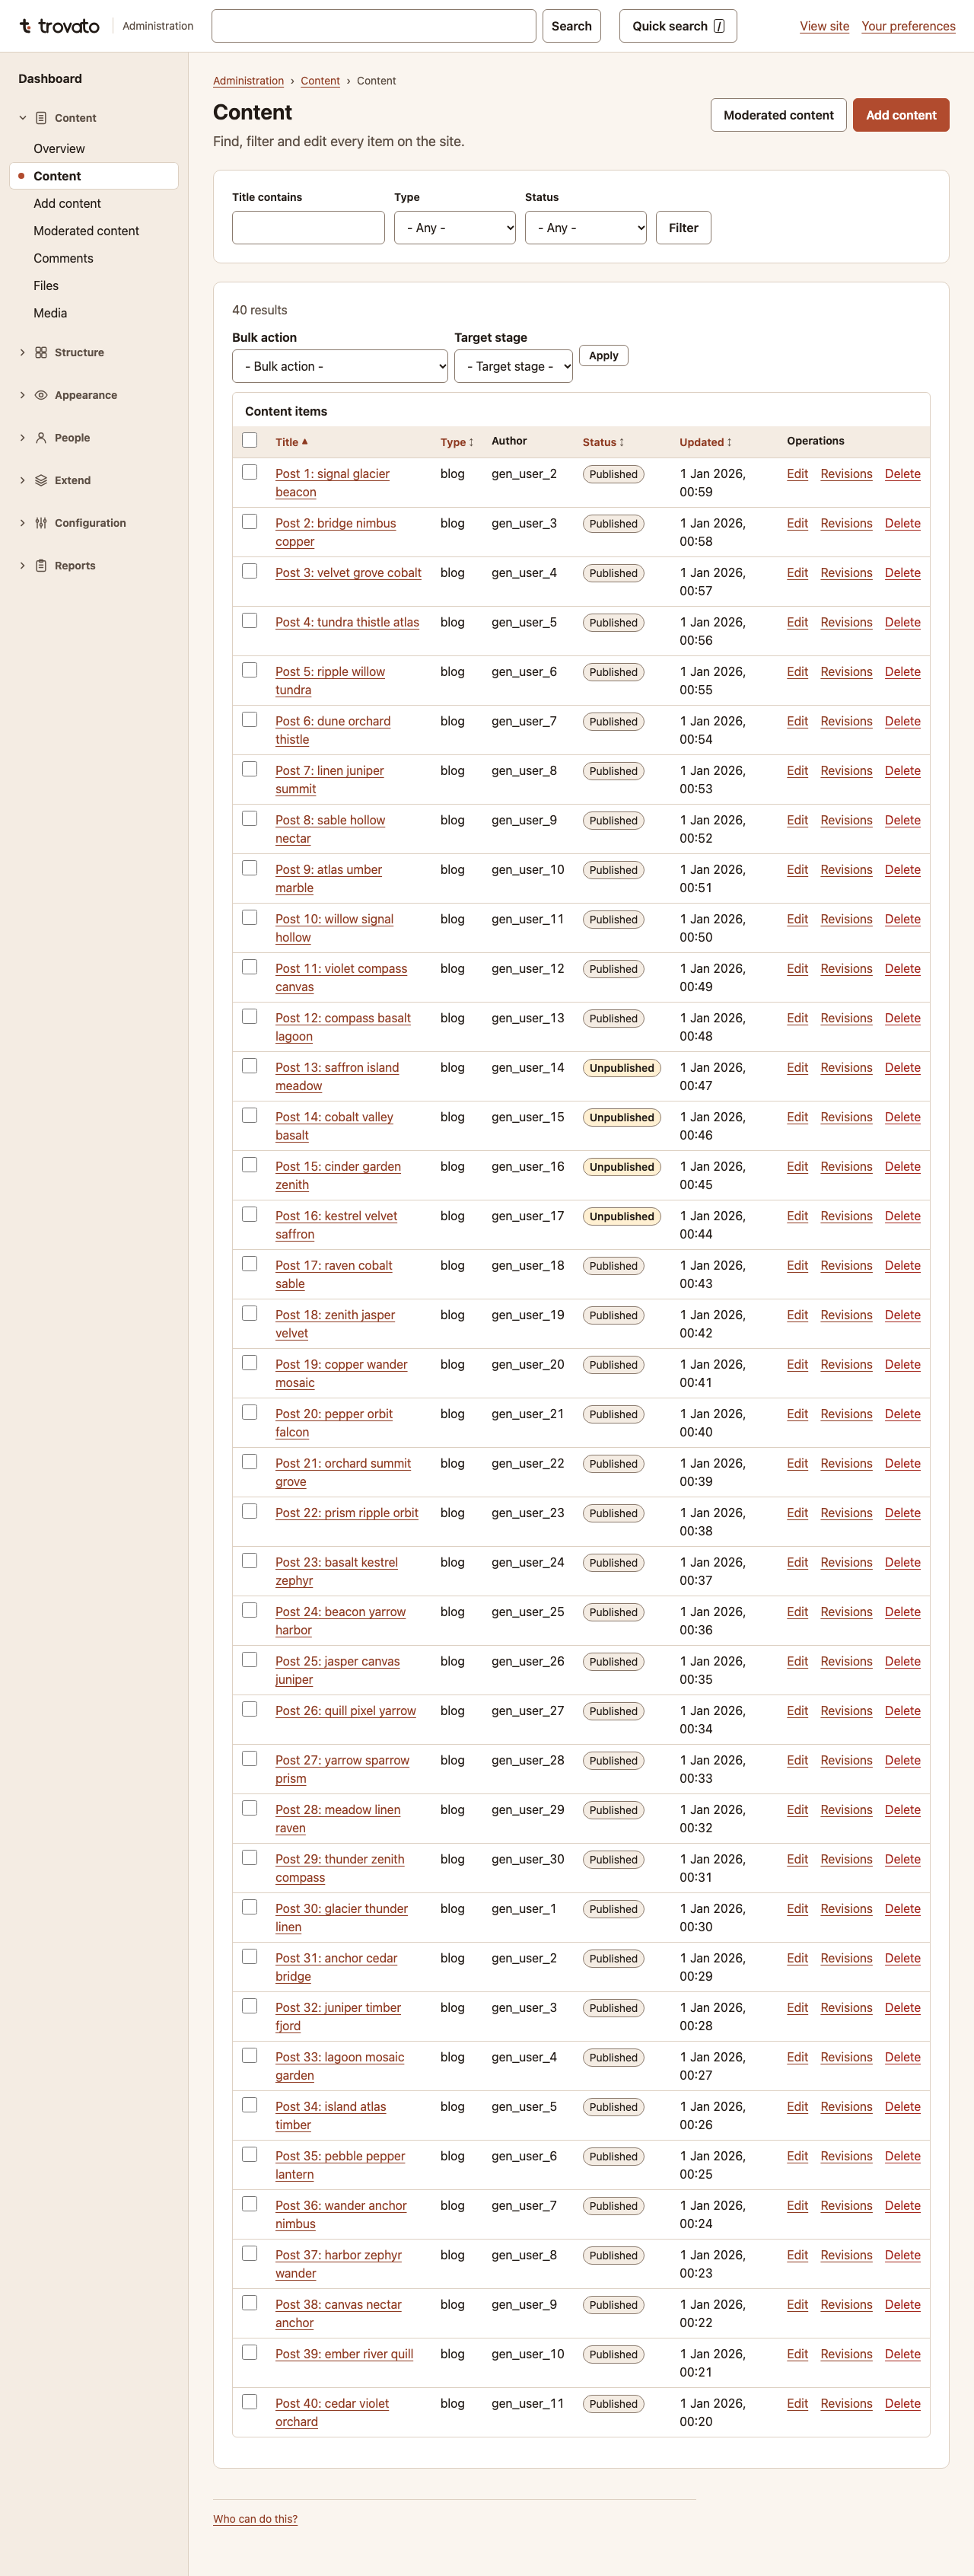 trovato Administration Search Quick search / View site Your preferences
Dashboard
Content
Overview
Content
Add content
Moderated content
Comments
Files
Media
Structure
Appearance
People
Extend
Configuration
Reports
Administration › Content › Content
Content
Moderated content Add content
Find, filter and edit every item on the site.
Title contains Type Status
- Any - - Any - Filter
40 results
Bulk action Target stage
- Bulk action - - Target stage - Apply
Content items
Title ▲ Type ↕ Author Status ↕ Updated ↕ Operations
Post 1: signal glacier blog gen_user_2 Published 1 Jan 2026, Edit Revisions Delete
beacon 00:59
Post 2: bridge nimbus blog gen_user_3 Published 1 Jan 2026, Edit Revisions Delete
copper 00:58
Post 3: velvet grove cobalt blog gen_user_4 Published 1 Jan 2026, Edit Revisions Delete
00:57
Post 4: tundra thistle atlas blog gen_user_5 Published 1 Jan 2026, Edit Revisions Delete
00:56
Post 5: ripple willow blog gen_user_6 Published 1 Jan 2026, Edit Revisions Delete
tundra 00:55
Post 6: dune orchard blog gen_user_7 Published 1 Jan 2026, Edit Revisions Delete
thistle 00:54
Post 7: linen juniper blog gen_user_8 Published 1 Jan 2026, Edit Revisions Delete
summit 00:53
Post 8: sable hollow blog gen_user_9 Published 1 Jan 2026, Edit Revisions Delete
nectar 00:52
Post 9: atlas umber blog gen_user_10 Published 1 Jan 2026, Edit Revisions Delete
marble 00:51
Post 10: willow signal blog gen_user_11 Published 1 Jan 2026, Edit Revisions Delete
hollow 00:50
Post 11: violet compass blog gen_user_12 Published 1 Jan 2026, Edit Revisions Delete
canvas 00:49
Post 12: compass basalt blog gen_user_13 Published 1 Jan 2026, Edit Revisions Delete
lagoon 00:48
Post 13: saffron island blog gen_user_14 Unpublished 1 Jan 2026, Edit Revisions Delete
meadow 00:47
Post 14: cobalt valley blog gen_user_15 Unpublished 1 Jan 2026, Edit Revisions Delete
basalt 00:46
Post 15: cinder garden blog gen_user_16 Unpublished 1 Jan 2026, Edit Revisions Delete
zenith 00:45
Post 16: kestrel velvet blog gen_user_17 Unpublished 1 Jan 2026, Edit Revisions Delete
saffron 00:44
Post 17: raven cobalt blog gen_user_18 Published 1 Jan 2026, Edit Revisions Delete
sable 00:43
Post 18: zenith jasper blog gen_user_19 Published 1 Jan 2026, Edit Revisions Delete
velvet 00:42
Post 19: copper wander blog gen_user_20 Published 1 Jan 2026, Edit Revisions Delete
mosaic 00:41
Post 20: pepper orbit blog gen_user_21 Published 1 Jan 2026, Edit Revisions Delete
falcon 00:40
Post 21: orchard summit blog gen_user_22 Published 1 Jan 2026, Edit Revisions Delete
grove 00:39
Post 22: prism ripple orbit blog gen_user_23 Published 1 Jan 2026, Edit Revisions Delete
00:38
Post 23: basalt kestrel blog gen_user_24 Published 1 Jan 2026, Edit Revisions Delete
zephyr 00:37
Post 24: beacon yarrow blog gen_user_25 Published 1 Jan 2026, Edit Revisions Delete
harbor 00:36
Post 25: jasper canvas blog gen_user_26 Published 1 Jan 2026, Edit Revisions Delete
juniper 00:35
Post 26: quill pixel yarrow blog gen_user_27 Published 1 Jan 2026, Edit Revisions Delete
00:34
Post 27: yarrow sparrow blog gen_user_28 Published 1 Jan 2026, Edit Revisions Delete
prism 00:33
Post 28: meadow linen blog gen_user_29 Published 1 Jan 2026, Edit Revisions Delete
raven 00:32
Post 29: thunder zenith blog gen_user_30 Published 1 Jan 2026, Edit Revisions Delete
compass 00:31
Post 30: glacier thunder blog gen_user_1 Published 1 Jan 2026, Edit Revisions Delete
linen 00:30
Post 31: anchor cedar blog gen_user_2 Published 1 Jan 2026, Edit Revisions Delete
bridge 00:29
Post 32: juniper timber blog gen_user_3 Published 1 Jan 2026, Edit Revisions Delete
fjord 00:28
Post 33: lagoon mosaic blog gen_user_4 Published 1 Jan 2026, Edit Revisions Delete
garden 00:27
Post 34: island atlas blog gen_user_5 Published 1 Jan 2026, Edit Revisions Delete
timber 00:26
Post 35: pebble pepper blog gen_user_6 Published 1 Jan 2026, Edit Revisions Delete
lantern 00:25
Post 36: wander anchor blog gen_user_7 Published 1 Jan 2026, Edit Revisions Delete
nimbus 00:24
Post 37: harbor zephyr blog gen_user_8 Published 1 Jan 2026, Edit Revisions Delete
wander 00:23
Post 38: canvas nectar blog gen_user_9 Published 1 Jan 2026, Edit Revisions Delete
anchor 00:22
Post 39: ember river quill blog gen_user_10 Published 1 Jan 2026, Edit Revisions Delete
00:21
Post 40: cedar violet blog gen_user_11 Published 1 Jan 2026, Edit Revisions Delete
orchard 00:20
Who can do this?